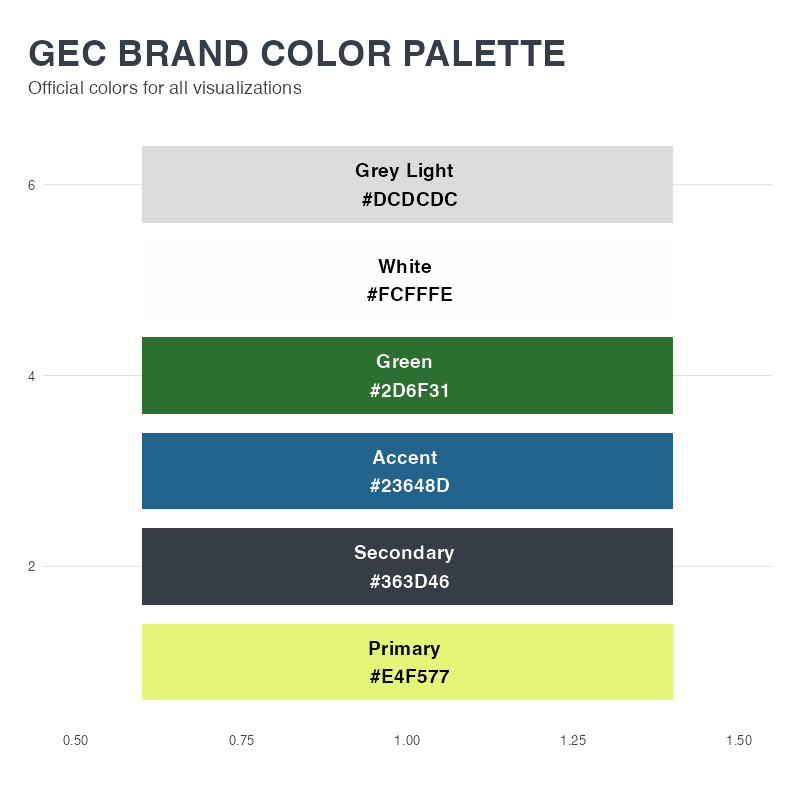 GEC BRAND COLOR PALETTE
Official colors for all visualizations
6
Grey Light
#DCDCDC
White
#FCFFFE
4
Green
#2D6F31
Accent
#23648D
2
Secondary
#363D46
Primary
#E4F577
0.50 0.75 1.00 1.25 1.50